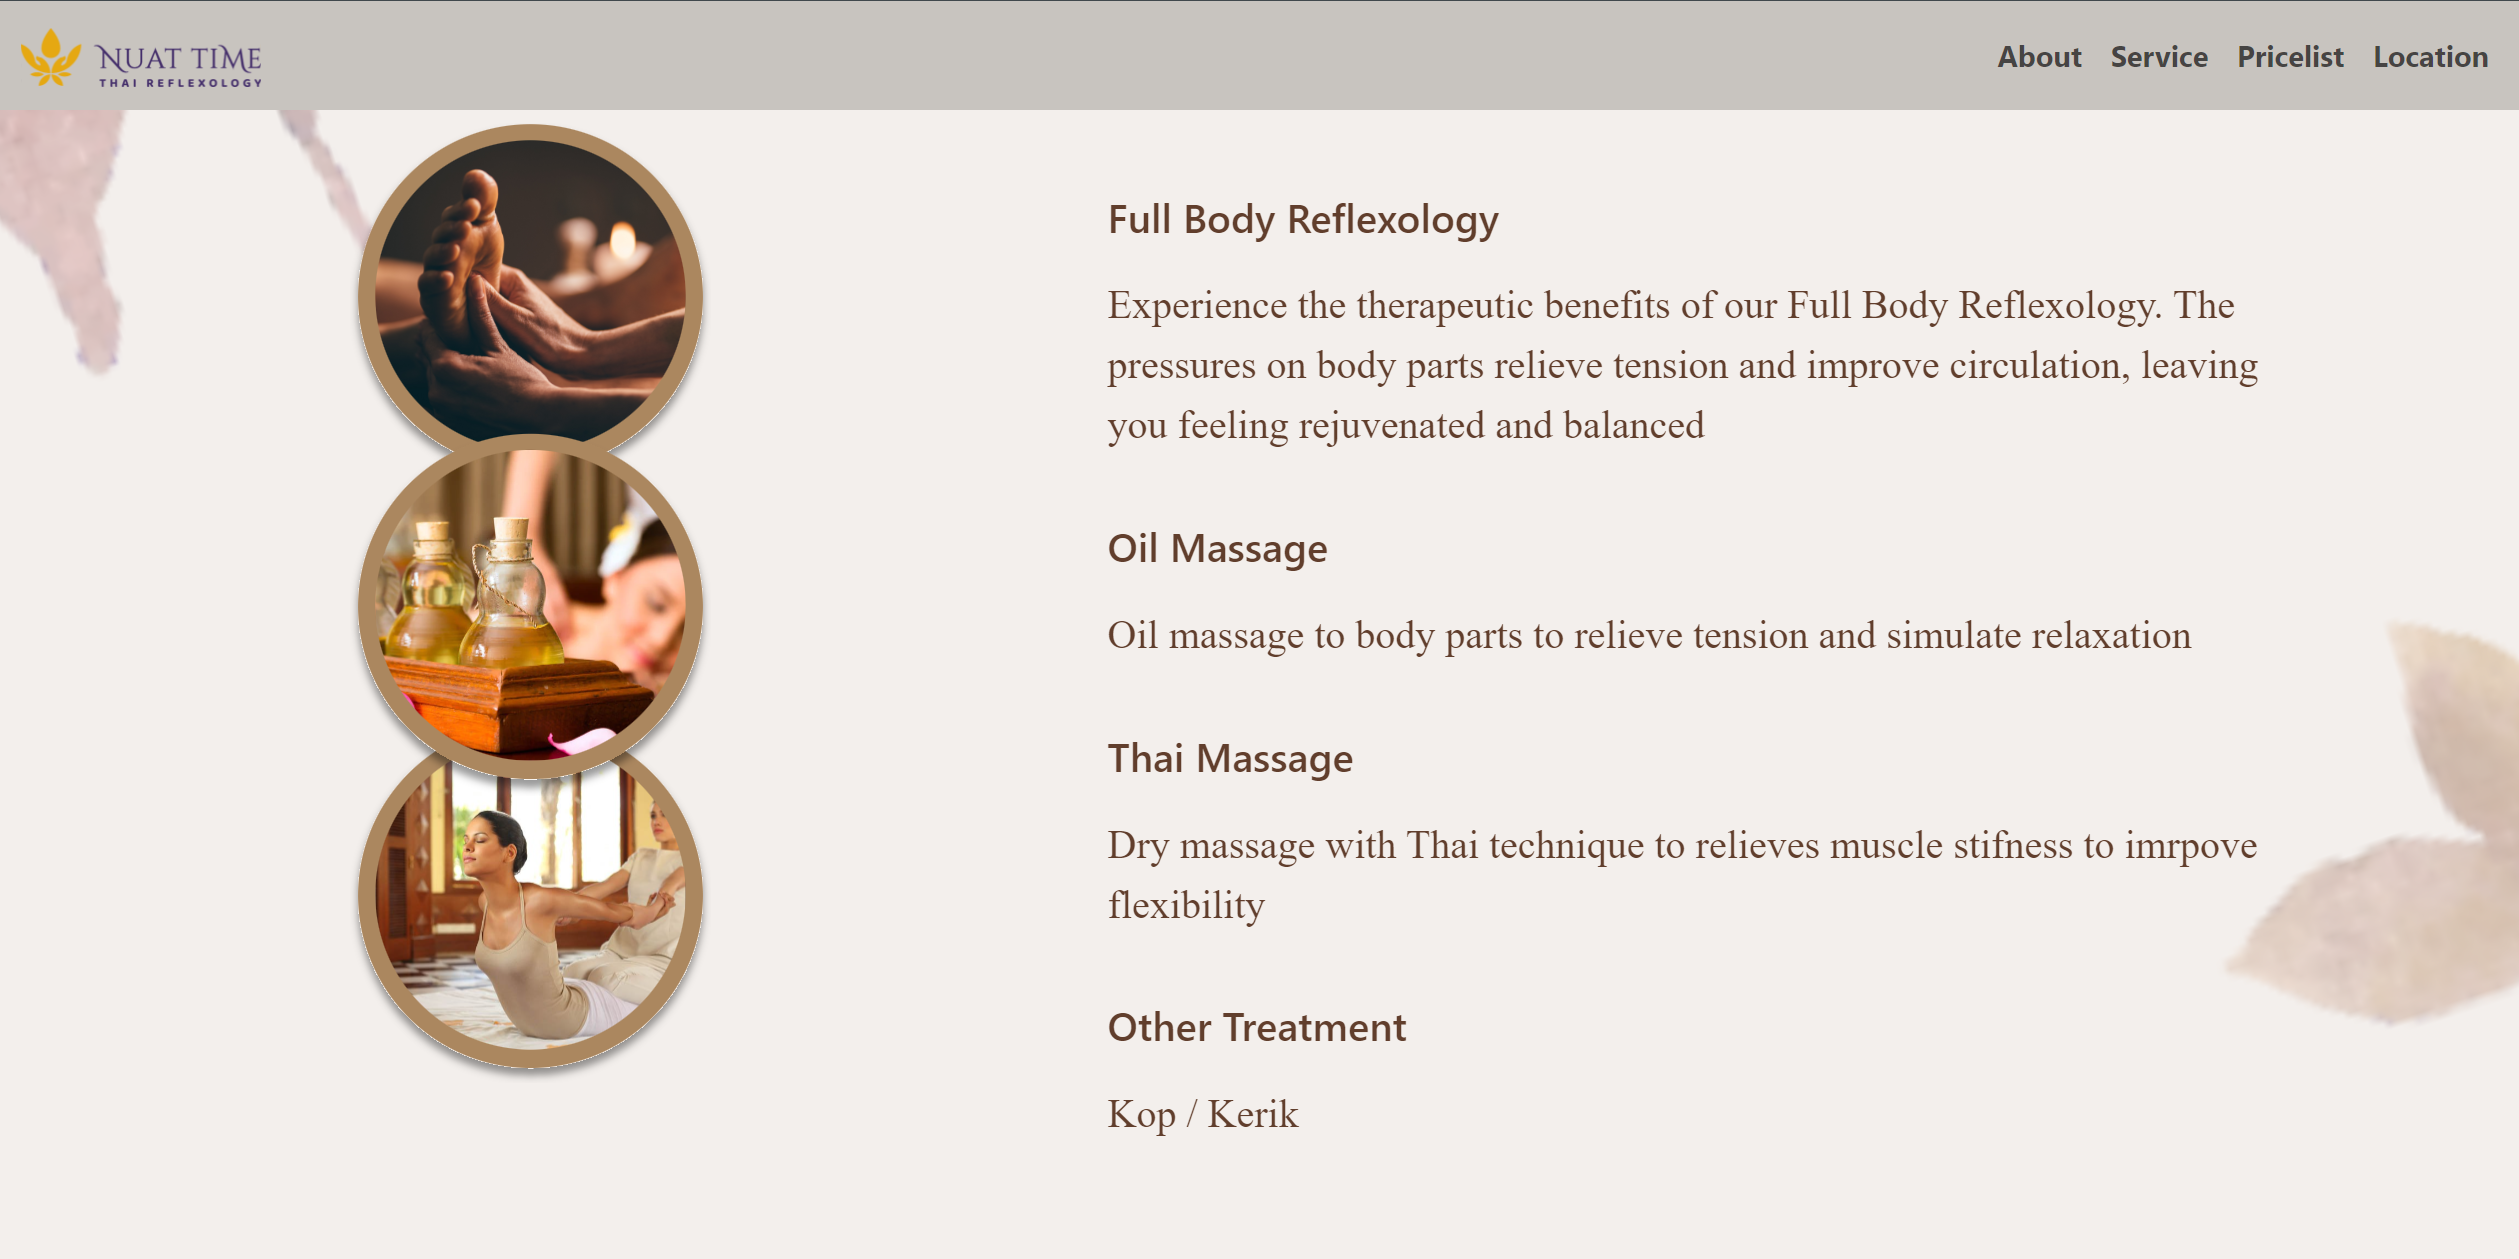 NUAT TIME
THAI REFLEXOLOGY
About Service Pricelist Location
Full Body Reflexology
Experience the therapeutic benefits of our Full Body Reflexology. The
pressures on body parts relieve tension and improve circulation, leaving
you feeling rejuvenated and balanced
Oil Massage
Oil massage to body parts to relieve tension and simulate relaxation
Thai Massage
Dry massage with Thai technique to relieves muscle stifness to imrpove
flexibility
Other Treatment
Kop / Kerik